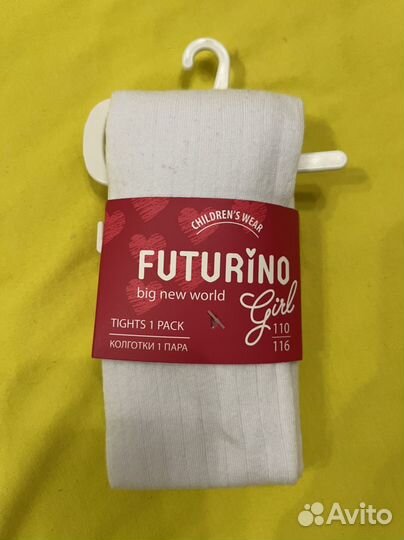 CHILDREN'S WEAR
FUTURINO
big new world
Girl
TIGHTS 1 PACK
КОЛГОТКИ 1 ПАРА
110
116
Avito